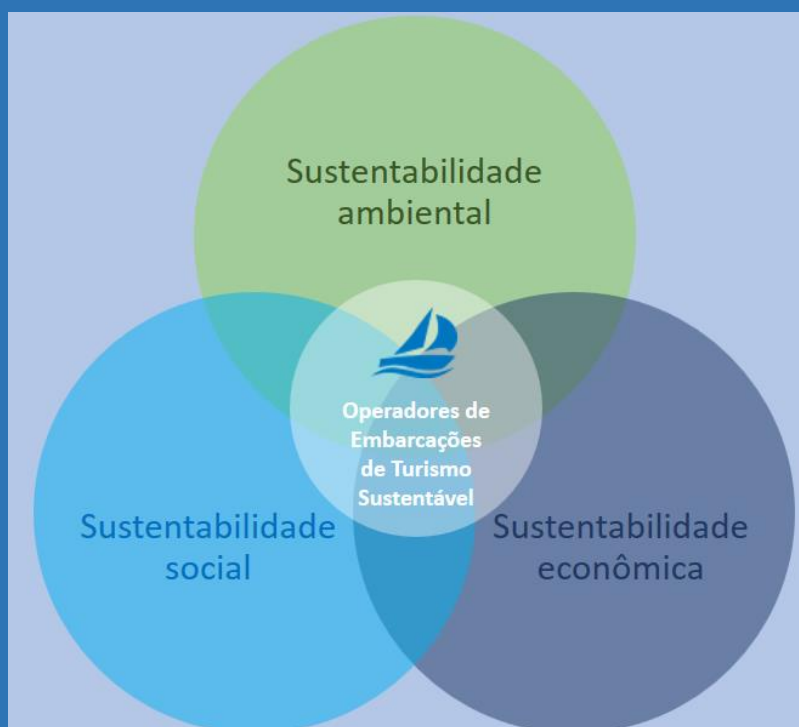 Sustentabilidade
ambiental
Operadores de
Embarcações
de Turismo
Sustentável
Sustentabilidade
social
Sustentabilidade
econômica